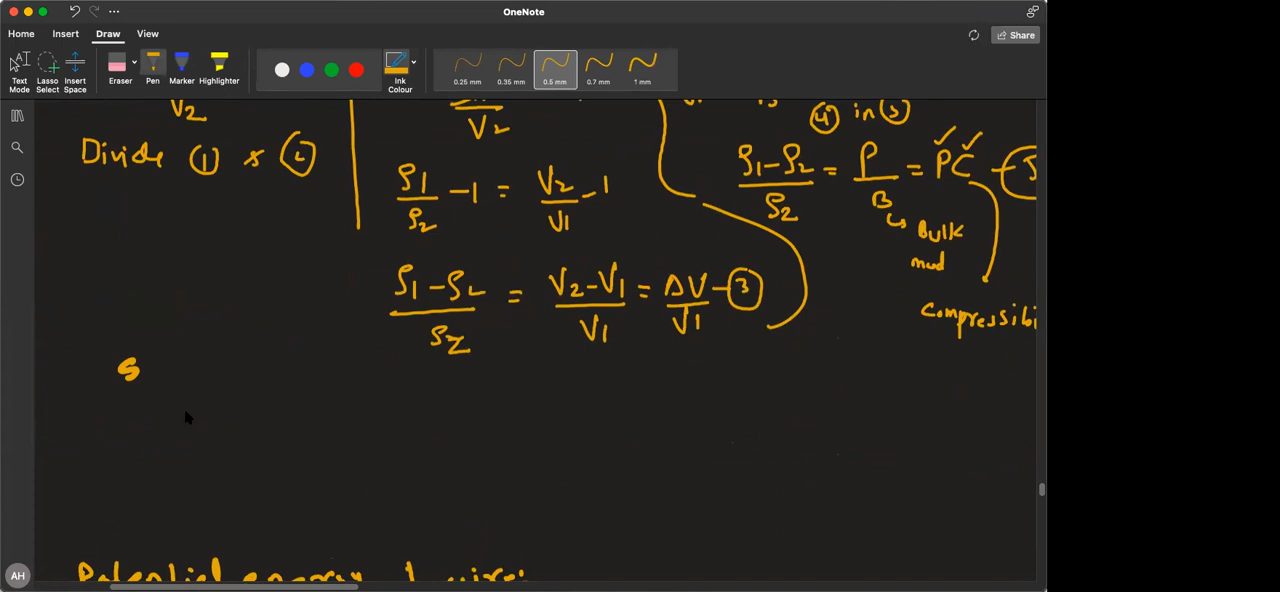 OneNote
Home Insert Draw View
Share
Text Mode
Lasso Select
Insert Space
Eraser
Pen
Marker
Highlighter
Ink Colour
0.25 mm
0.35 mm
0.5 mm
0.7 mm
1 mm
V2
Divide ① & ②
V2
ρ1/ρ2 - 1 = V2/V1 - 1
(ρ1 - ρ2)/ρ2 = (V2 - V1)/V1 = ΔV/V1 - ③
④ in ③
(ρ1 - ρ2)/ρ2 = P/B = PC -
Bulk
mod
Compressibi
S
Potential energy
AH